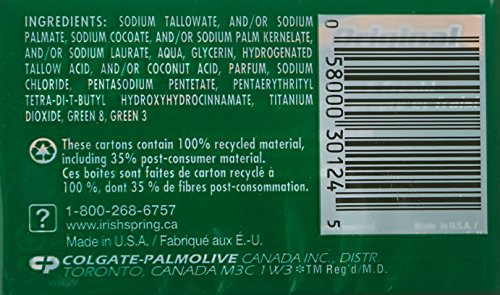 INGREDIENTS: SODIUM TALLOWATE, AND/OR SODIUM
PALMATE, SODIUM COCOATE, AND/OR SODIUM PALM KERNELATE,
AND/OR SODIUM LAURATE, AQUA, GLYCERIN, HYDROGENATED
TALLOW ACID, AND/OR COCONUT ACID, PARFUM, SODIUM
CHLORIDE, PENTASODIUM PENTETATE, PENTAERYTHRITYL
TETRA-DI-T-BUTYL HYDROXYHYDROCINNAMATE, TITANIUM
DIOXIDE, GREEN 8, GREEN 3
These cartons contain 100% recycled material,
including 35% post-consumer material.
Ces boîtes sont faites de carton recyclé à
100 %, dont 35 % de fibres post-consommation.
?
1-800-268-6757
www.irishspring.ca
Made in U.S.A. / Fabriqué aux É.-U.
CP COLGATE-PALMOLIVE CANADA INC., DISTR.
TORONTO, CANADA M3C 1W3 *TM Reg'd/M.D.
Original
0 58000 30124 5